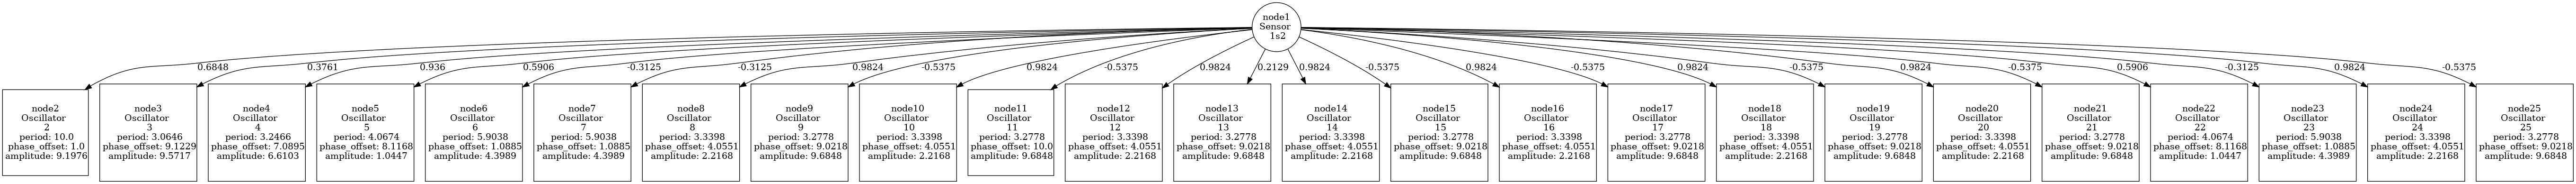 node1
Sensor
1s2
0.6848
0.3761
0.936
0.5906
-0.3125
-0.3125
0.9824
-0.5375
0.9824
-0.5375
0.9824
0.2129
0.9824
-0.5375
0.9824
-0.5375
0.9824
-0.5375
0.9824
-0.5375
0.5906
-0.3125
0.9824
-0.5375
node2
Oscillator
2
period: 10.0
phase_offset: 1.0
amplitude: 9.1976
node3
Oscillator
3
period: 3.0646
phase_offset: 9.1229
amplitude: 9.5717
node4
Oscillator
4
period: 3.2466
phase_offset: 7.0895
amplitude: 6.6103
node5
Oscillator
5
period: 4.0674
phase_offset: 8.1168
amplitude: 1.0447
node6
Oscillator
6
period: 5.9038
phase_offset: 1.0885
amplitude: 4.3989
node7
Oscillator
7
period: 5.9038
phase_offset: 1.0885
amplitude: 4.3989
node8
Oscillator
8
period: 3.3398
phase_offset: 4.0551
amplitude: 2.2168
node9
Oscillator
9
period: 3.2778
phase_offset: 9.0218
amplitude: 9.6848
node10
Oscillator
10
period: 3.3398
phase_offset: 4.0551
amplitude: 2.2168
node11
Oscillator
11
period: 3.2778
phase_offset: 10.0
amplitude: 9.6848
node12
Oscillator
12
period: 3.3398
phase_offset: 4.0551
amplitude: 2.2168
node13
Oscillator
13
period: 3.2778
phase_offset: 9.0218
amplitude: 9.6848
node14
Oscillator
14
period: 3.3398
phase_offset: 4.0551
amplitude: 2.2168
node15
Oscillator
15
period: 3.2778
phase_offset: 9.0218
amplitude: 9.6848
node16
Oscillator
16
period: 3.3398
phase_offset: 4.0551
amplitude: 2.2168
node17
Oscillator
17
period: 3.2778
phase_offset: 9.0218
amplitude: 9.6848
node18
Oscillator
18
period: 3.3398
phase_offset: 4.0551
amplitude: 2.2168
node19
Oscillator
19
period: 3.2778
phase_offset: 9.0218
amplitude: 9.6848
node20
Oscillator
20
period: 3.3398
phase_offset: 4.0551
amplitude: 2.2168
node21
Oscillator
21
period: 3.2778
phase_offset: 9.0218
amplitude: 9.6848
node22
Oscillator
22
period: 4.0674
phase_offset: 8.1168
amplitude: 1.0447
node23
Oscillator
23
period: 5.9038
phase_offset: 1.0885
amplitude: 4.3989
node24
Oscillator
24
period: 3.3398
phase_offset: 4.0551
amplitude: 2.2168
node25
Oscillator
25
period: 3.2778
phase_offset: 9.0218
amplitude: 9.6848